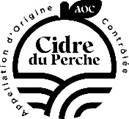 Appellation d'Origine Contrôlée
AOC
Cidre
du Perche